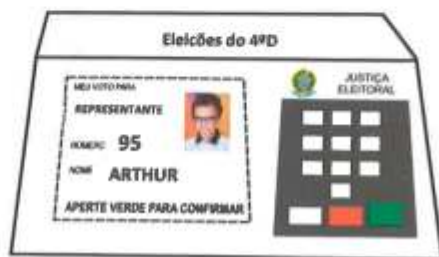 Eleições do 4ºD
MEU VOTO PARA
REPRESENTANTE
NÚMERO 95
NOME ARTHUR
APERTE VERDE PARA CONFIRMAR
JUSTIÇA
ELEITORAL